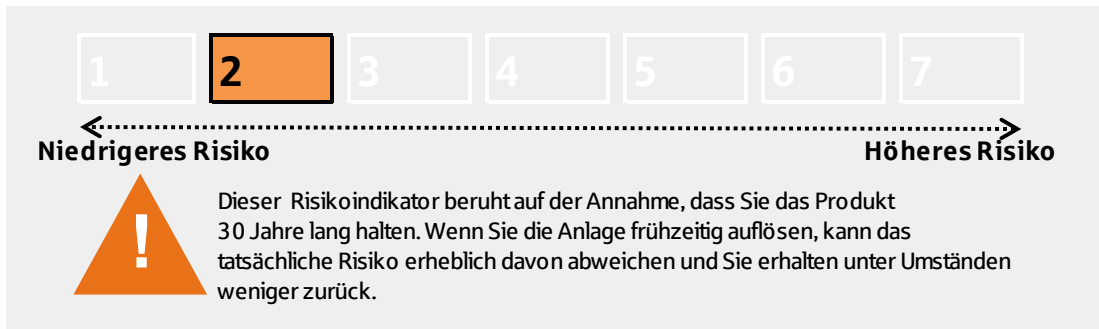 1 2 3 4 5 6 7
Niedrigeres Risiko Höheres Risiko
!
Dieser Risikoindikator beruht auf der Annahme, dass Sie das Produkt
30 Jahre lang halten. Wenn Sie die Anlage frühzeitig auflösen, kann das
tatsächliche Risiko erheblich davon abweichen und Sie erhalten unter Umständen
weniger zurück.